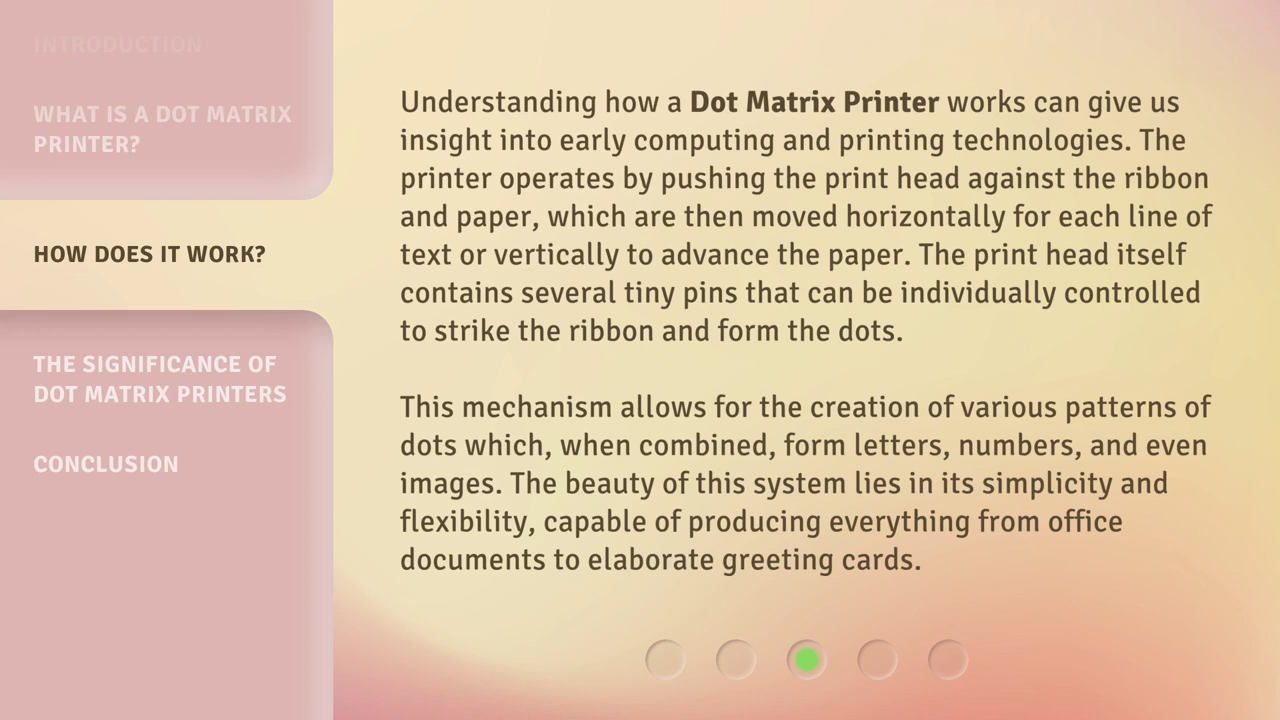 INTRODUCTION
WHAT IS A DOT MATRIX
PRINTER?
HOW DOES IT WORK?
THE SIGNIFICANCE OF
DOT MATRIX PRINTERS
CONCLUSION
Understanding how a Dot Matrix Printer works can give us
insight into early computing and printing technologies. The
printer operates by pushing the print head against the ribbon
and paper, which are then moved horizontally for each line of
text or vertically to advance the paper. The print head itself
contains several tiny pins that can be individually controlled
to strike the ribbon and form the dots.
This mechanism allows for the creation of various patterns of
dots which, when combined, form letters, numbers, and even
images. The beauty of this system lies in its simplicity and
flexibility, capable of producing everything from office
documents to elaborate greeting cards.